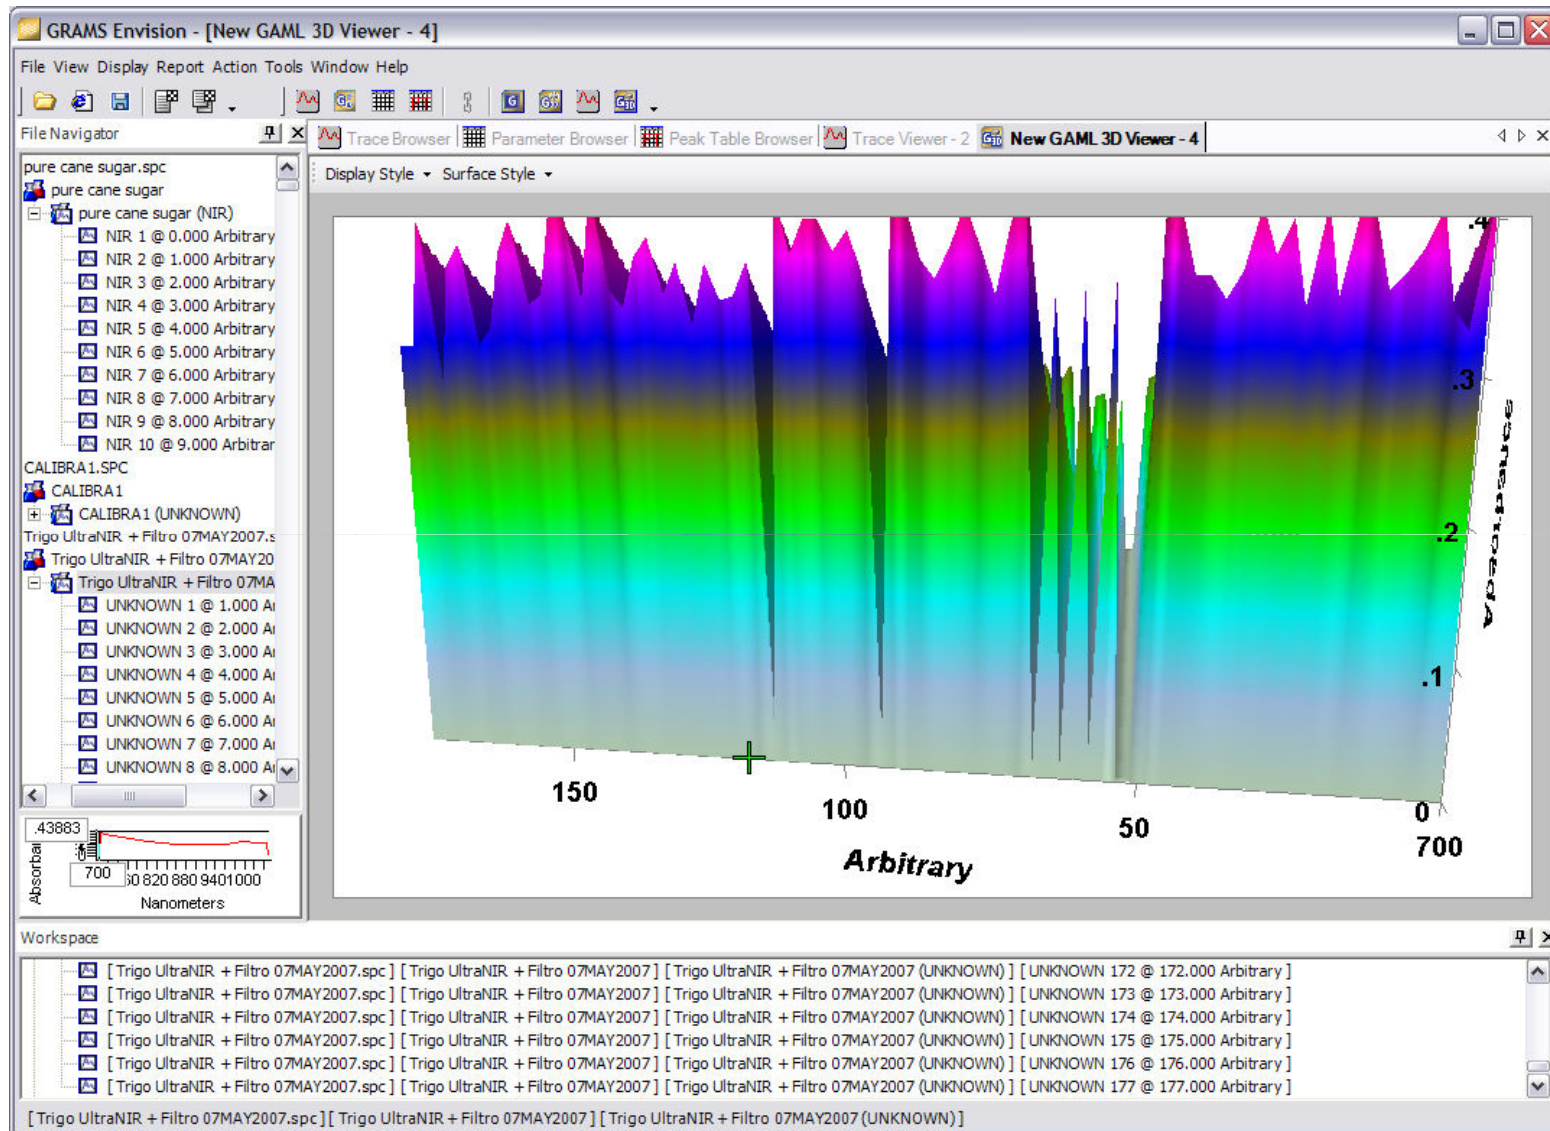 GRAMS Envision - [New GAML 3D Viewer - 4]
File View Display Report Action Tools Window Help
File Navigator
Trace Browser Parameter Browser Peak Table Browser Trace Viewer - 2 New GAML 3D Viewer - 4
Display Style Surface Style
pure cane sugar.spc
pure cane sugar
pure cane sugar (NIR)
NIR 1 @ 0.000 Arbitrary
NIR 2 @ 1.000 Arbitrary
NIR 3 @ 2.000 Arbitrary
NIR 4 @ 3.000 Arbitrary
NIR 5 @ 4.000 Arbitrary
NIR 6 @ 5.000 Arbitrary
NIR 7 @ 6.000 Arbitrary
NIR 8 @ 7.000 Arbitrary
NIR 9 @ 8.000 Arbitrary
NIR 10 @ 9.000 Arbitrar
CALIBRA1.SPC
CALIBRA1
CALIBRA1 (UNKNOWN)
Trigo UltraNIR + Filtro 07MAY2007.s
Trigo UltraNIR + Filtro 07MAY20
Trigo UltraNIR + Filtro 07MA
UNKNOWN 1 @ 1.000 Ar
UNKNOWN 2 @ 2.000 Ar
UNKNOWN 3 @ 3.000 Ar
UNKNOWN 4 @ 4.000 Ar
UNKNOWN 5 @ 5.000 Ar
UNKNOWN 6 @ 6.000 Ar
UNKNOWN 7 @ 7.000 Ar
UNKNOWN 8 @ 8.000 Ar
.4
.3
.2
.1
0
Absorbance
150
100
50
700
Arbitrary
.43883
Absorbar
700
60 820 880 9401000
Nanometers
Workspace
[ Trigo UltraNIR + Filtro 07MAY2007.spc ] [ Trigo UltraNIR + Filtro 07MAY2007 ] [ Trigo UltraNIR + Filtro 07MAY2007 (UNKNOWN) ] [ UNKNOWN 172 @ 172.000 Arbitrary ]
[ Trigo UltraNIR + Filtro 07MAY2007.spc ] [ Trigo UltraNIR + Filtro 07MAY2007 ] [ Trigo UltraNIR + Filtro 07MAY2007 (UNKNOWN) ] [ UNKNOWN 173 @ 173.000 Arbitrary ]
[ Trigo UltraNIR + Filtro 07MAY2007.spc ] [ Trigo UltraNIR + Filtro 07MAY2007 ] [ Trigo UltraNIR + Filtro 07MAY2007 (UNKNOWN) ] [ UNKNOWN 174 @ 174.000 Arbitrary ]
[ Trigo UltraNIR + Filtro 07MAY2007.spc ] [ Trigo UltraNIR + Filtro 07MAY2007 ] [ Trigo UltraNIR + Filtro 07MAY2007 (UNKNOWN) ] [ UNKNOWN 175 @ 175.000 Arbitrary ]
[ Trigo UltraNIR + Filtro 07MAY2007.spc ] [ Trigo UltraNIR + Filtro 07MAY2007 ] [ Trigo UltraNIR + Filtro 07MAY2007 (UNKNOWN) ] [ UNKNOWN 176 @ 176.000 Arbitrary ]
[ Trigo UltraNIR + Filtro 07MAY2007.spc ] [ Trigo UltraNIR + Filtro 07MAY2007 ] [ Trigo UltraNIR + Filtro 07MAY2007 (UNKNOWN) ] [ UNKNOWN 177 @ 177.000 Arbitrary ]
[ Trigo UltraNIR + Filtro 07MAY2007.spc ] [ Trigo UltraNIR + Filtro 07MAY2007 ] [ Trigo UltraNIR + Filtro 07MAY2007 (UNKNOWN) ]